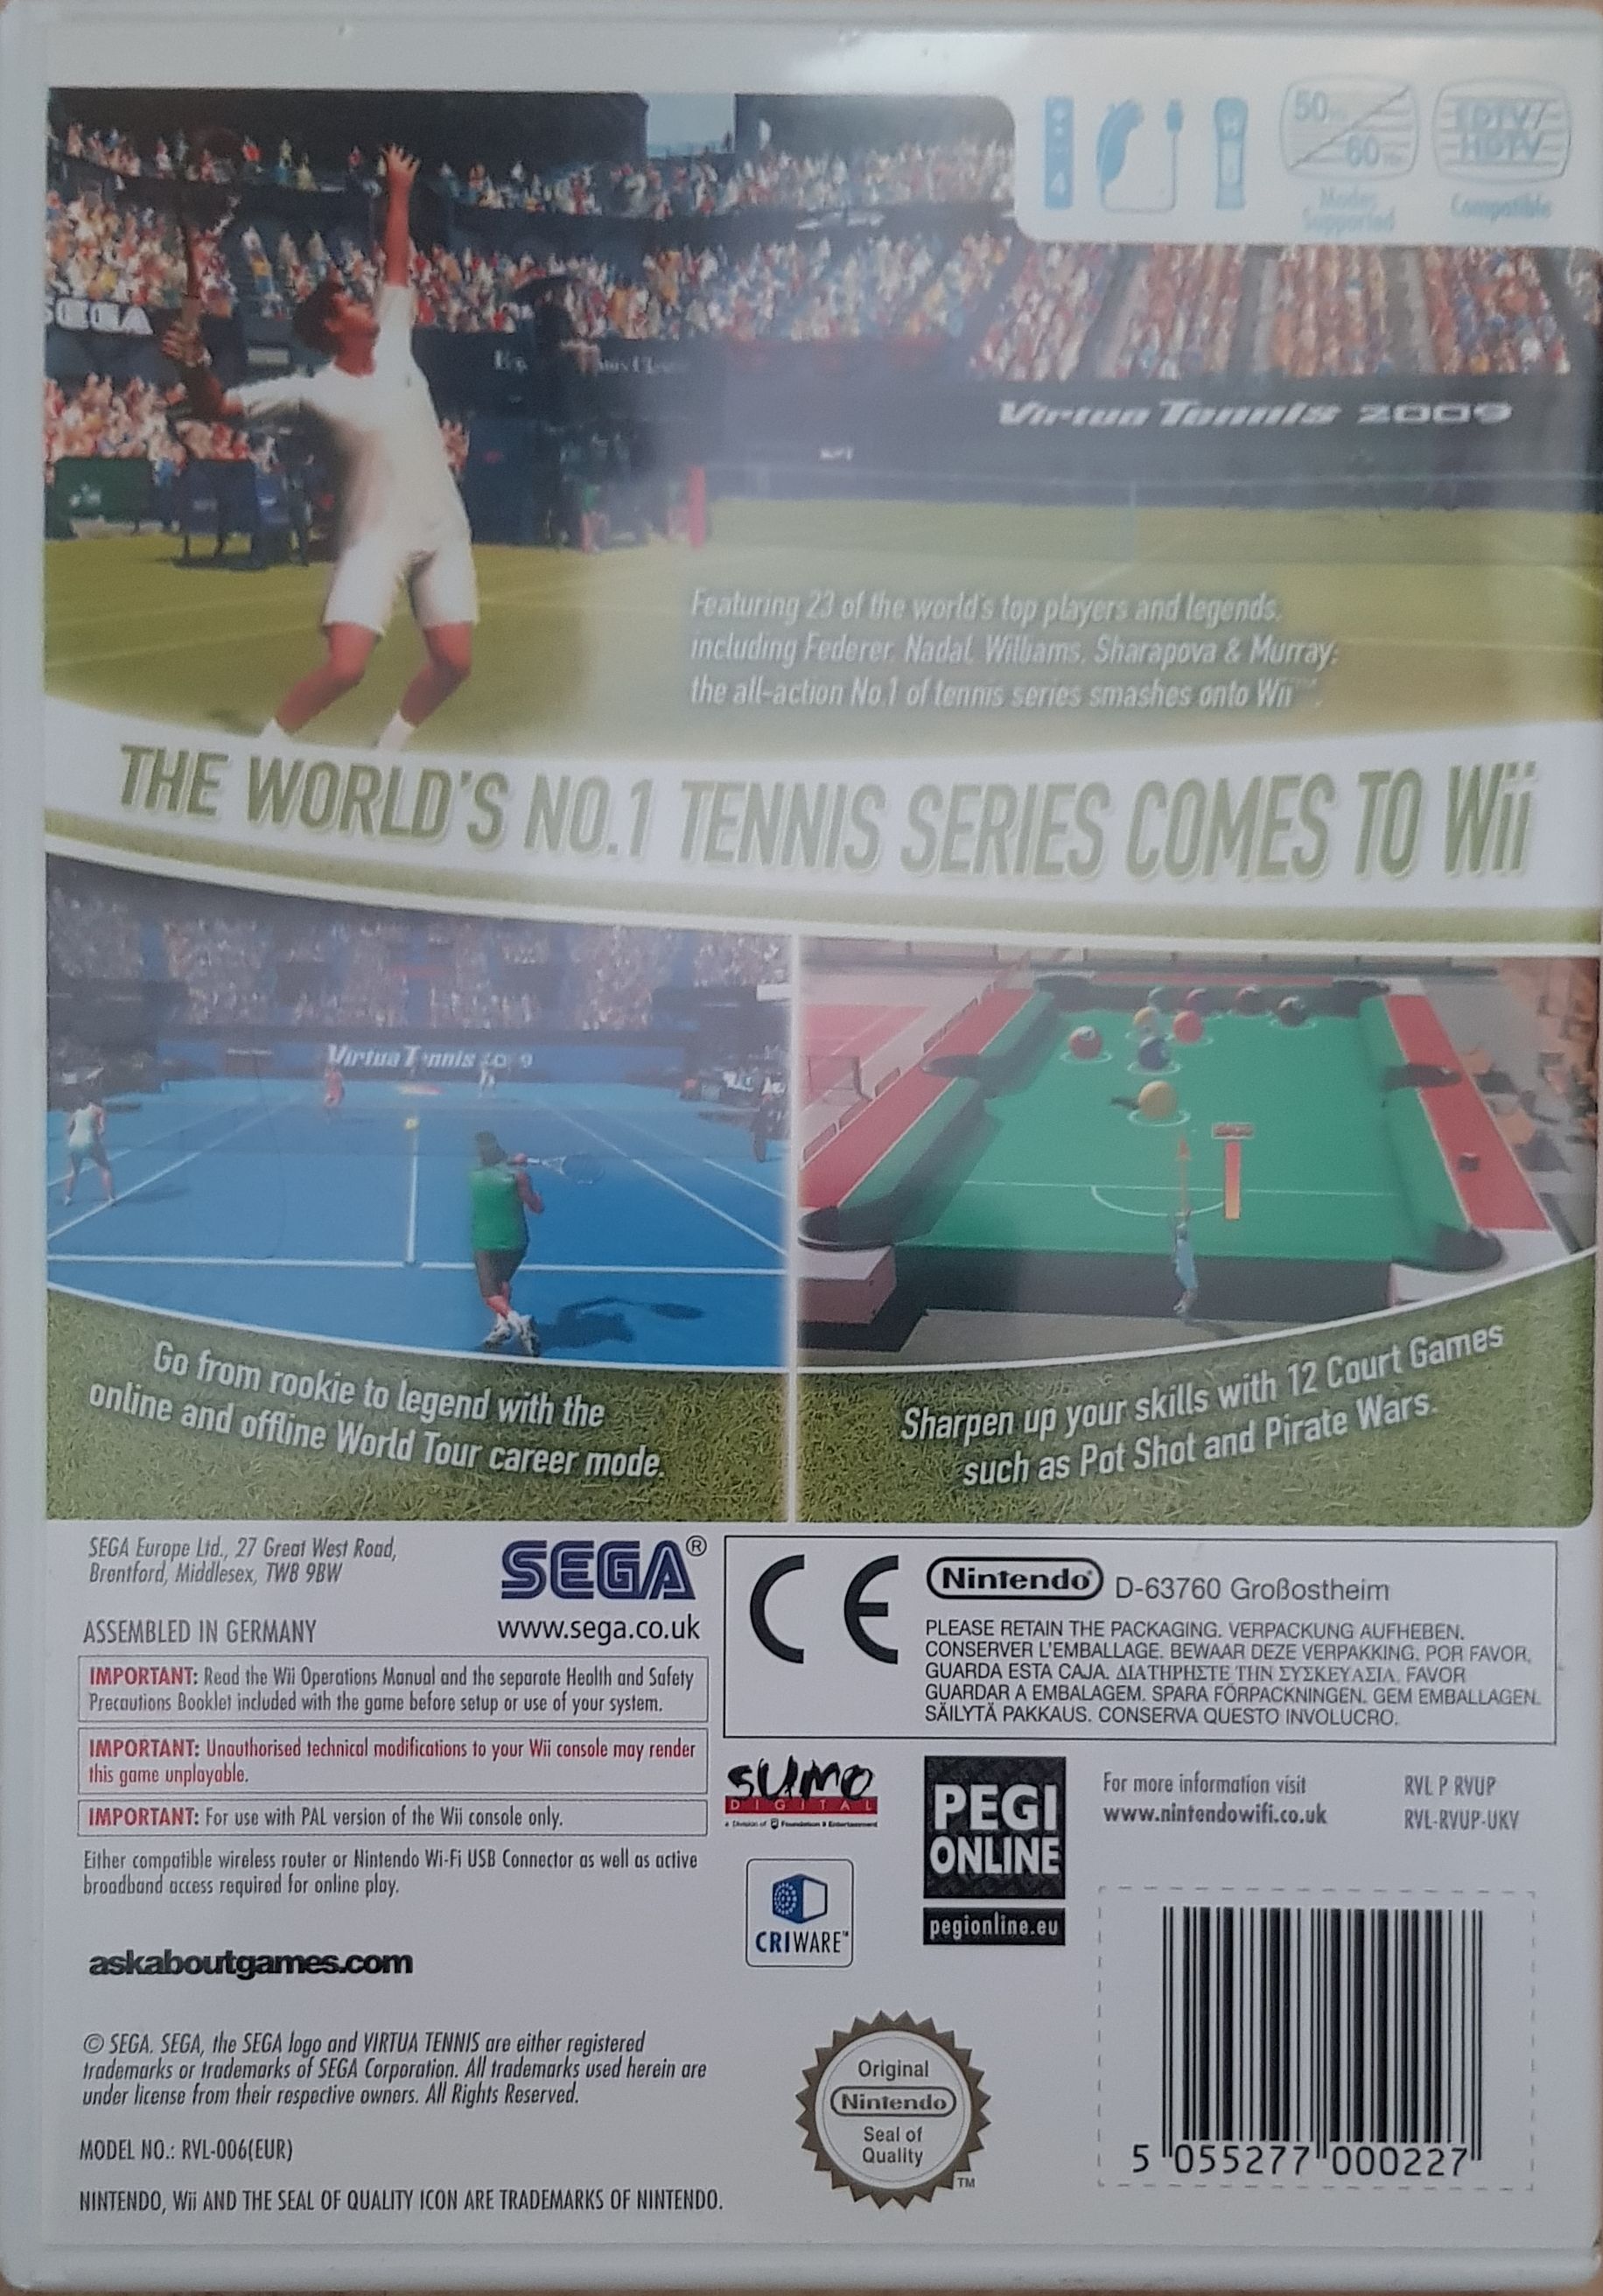 4
50Hz
60Hz
Modes
Supported
EDTV/
HDTV
Compatible
SEGA
Virtua Tennis 2009
Featuring 23 of the world's top players and legends,
including Federer, Nadal, Williams, Sharapova & Murray;
the all-action No.1 of tennis series smashes onto Wii™.
THE WORLD'S NO.1 TENNIS SERIES COMES TO Wii
Virtua Tennis 2009
Go from rookie to legend with the
online and offline World Tour career mode.
Sharpen up your skills with 12 Court Games
such as Pot Shot and Pirate Wars.
SEGA Europe Ltd., 27 Great West Road,
Brentford, Middlesex, TW8 9BW
ASSEMBLED IN GERMANY
SEGA®
www.sega.co.uk
IMPORTANT: Read the Wii Operations Manual and the separate Health and Safety
Precautions Booklet included with the game before setup or use of your system.
IMPORTANT: Unauthorised technical modifications to your Wii console may render
this game unplayable.
IMPORTANT: For use with PAL version of the Wii console only.
Either compatible wireless router or Nintendo Wi-Fi USB Connector as well as active
broadband access required for online play.
askaboutgames.com
CE
Nintendo® D-63760 Großostheim
PLEASE RETAIN THE PACKAGING. VERPACKUNG AUFHEBEN.
CONSERVER L'EMBALLAGE. BEWAAR DEZE VERPAKKING. POR FAVOR,
GUARDA ESTA CAJA. ΔΙΑΤΗΡΗΣΤΕ ΤΗΝ ΣΥΣΚΕΥΑΣΙΑ. FAVOR
GUARDAR A EMBALAGEM. SPARA FÖRPACKNINGEN. GEM EMBALLAGEN.
SÄILYTÄ PAKKAUS. CONSERVA QUESTO INVOLUCRO.
SUMO
DIGITAL
a Division of Foundation 9 Entertainment
CRIWARE™
PEGI
ONLINE
pegionline.eu
For more information visit
www.nintendowifi.co.uk
RVL P RVUP
RVL-RVUP-UKV
© SEGA. SEGA, the SEGA logo and VIRTUA TENNIS are either registered
trademarks or trademarks of SEGA Corporation. All trademarks used herein are
under license from their respective owners. All Rights Reserved.
MODEL NO.: RVL-006(EUR)
NINTENDO, Wii AND THE SEAL OF QUALITY ICON ARE TRADEMARKS OF NINTENDO.
Original
Nintendo
Seal of
Quality
TM
5 055277 000227